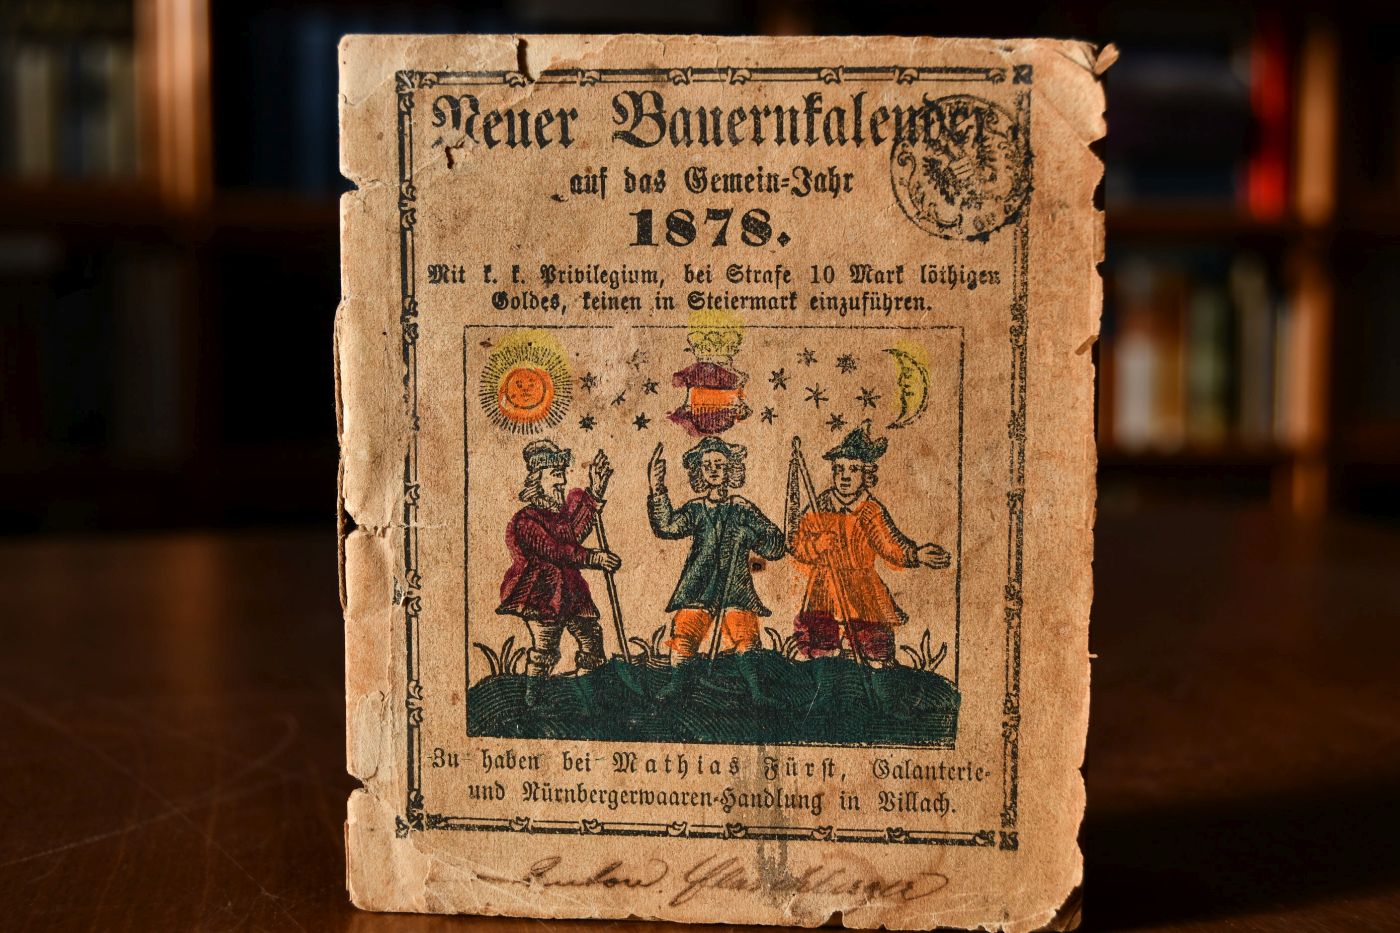 Neuer Bauernkalender
auf das Gemein=Jahr
1878.
Mit k. k. Privilegium, bei Strafe 10 Mark löthigen
Goldes, keinen in Steiermark einzuführen.
Zu haben bei Mathias Fürst, Galanterie-
und Nürnbergerwaaren-Handlung in Villach.